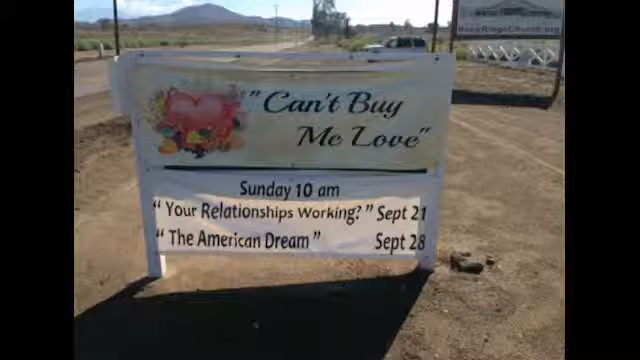 "Can't Buy
Me Love"
Sunday 10 am
"Your Relationships Working?" Sept 21
"The American Dream" Sept 28